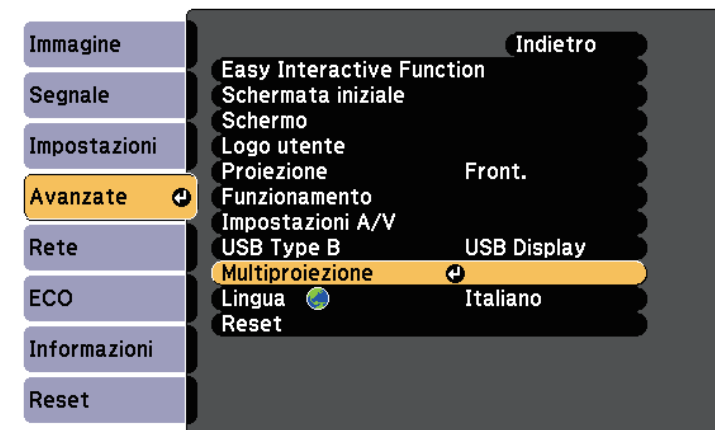 Immagine
Segnale
Impostazioni
Avanzate
Rete
ECO
Informazioni
Reset
Indietro
Easy Interactive Function
Schermata iniziale
Schermo
Logo utente
Proiezione Front.
Funzionamento
Impostazioni A/V
USB Type B USB Display
Multiproiezione
Lingua Italiano
Reset